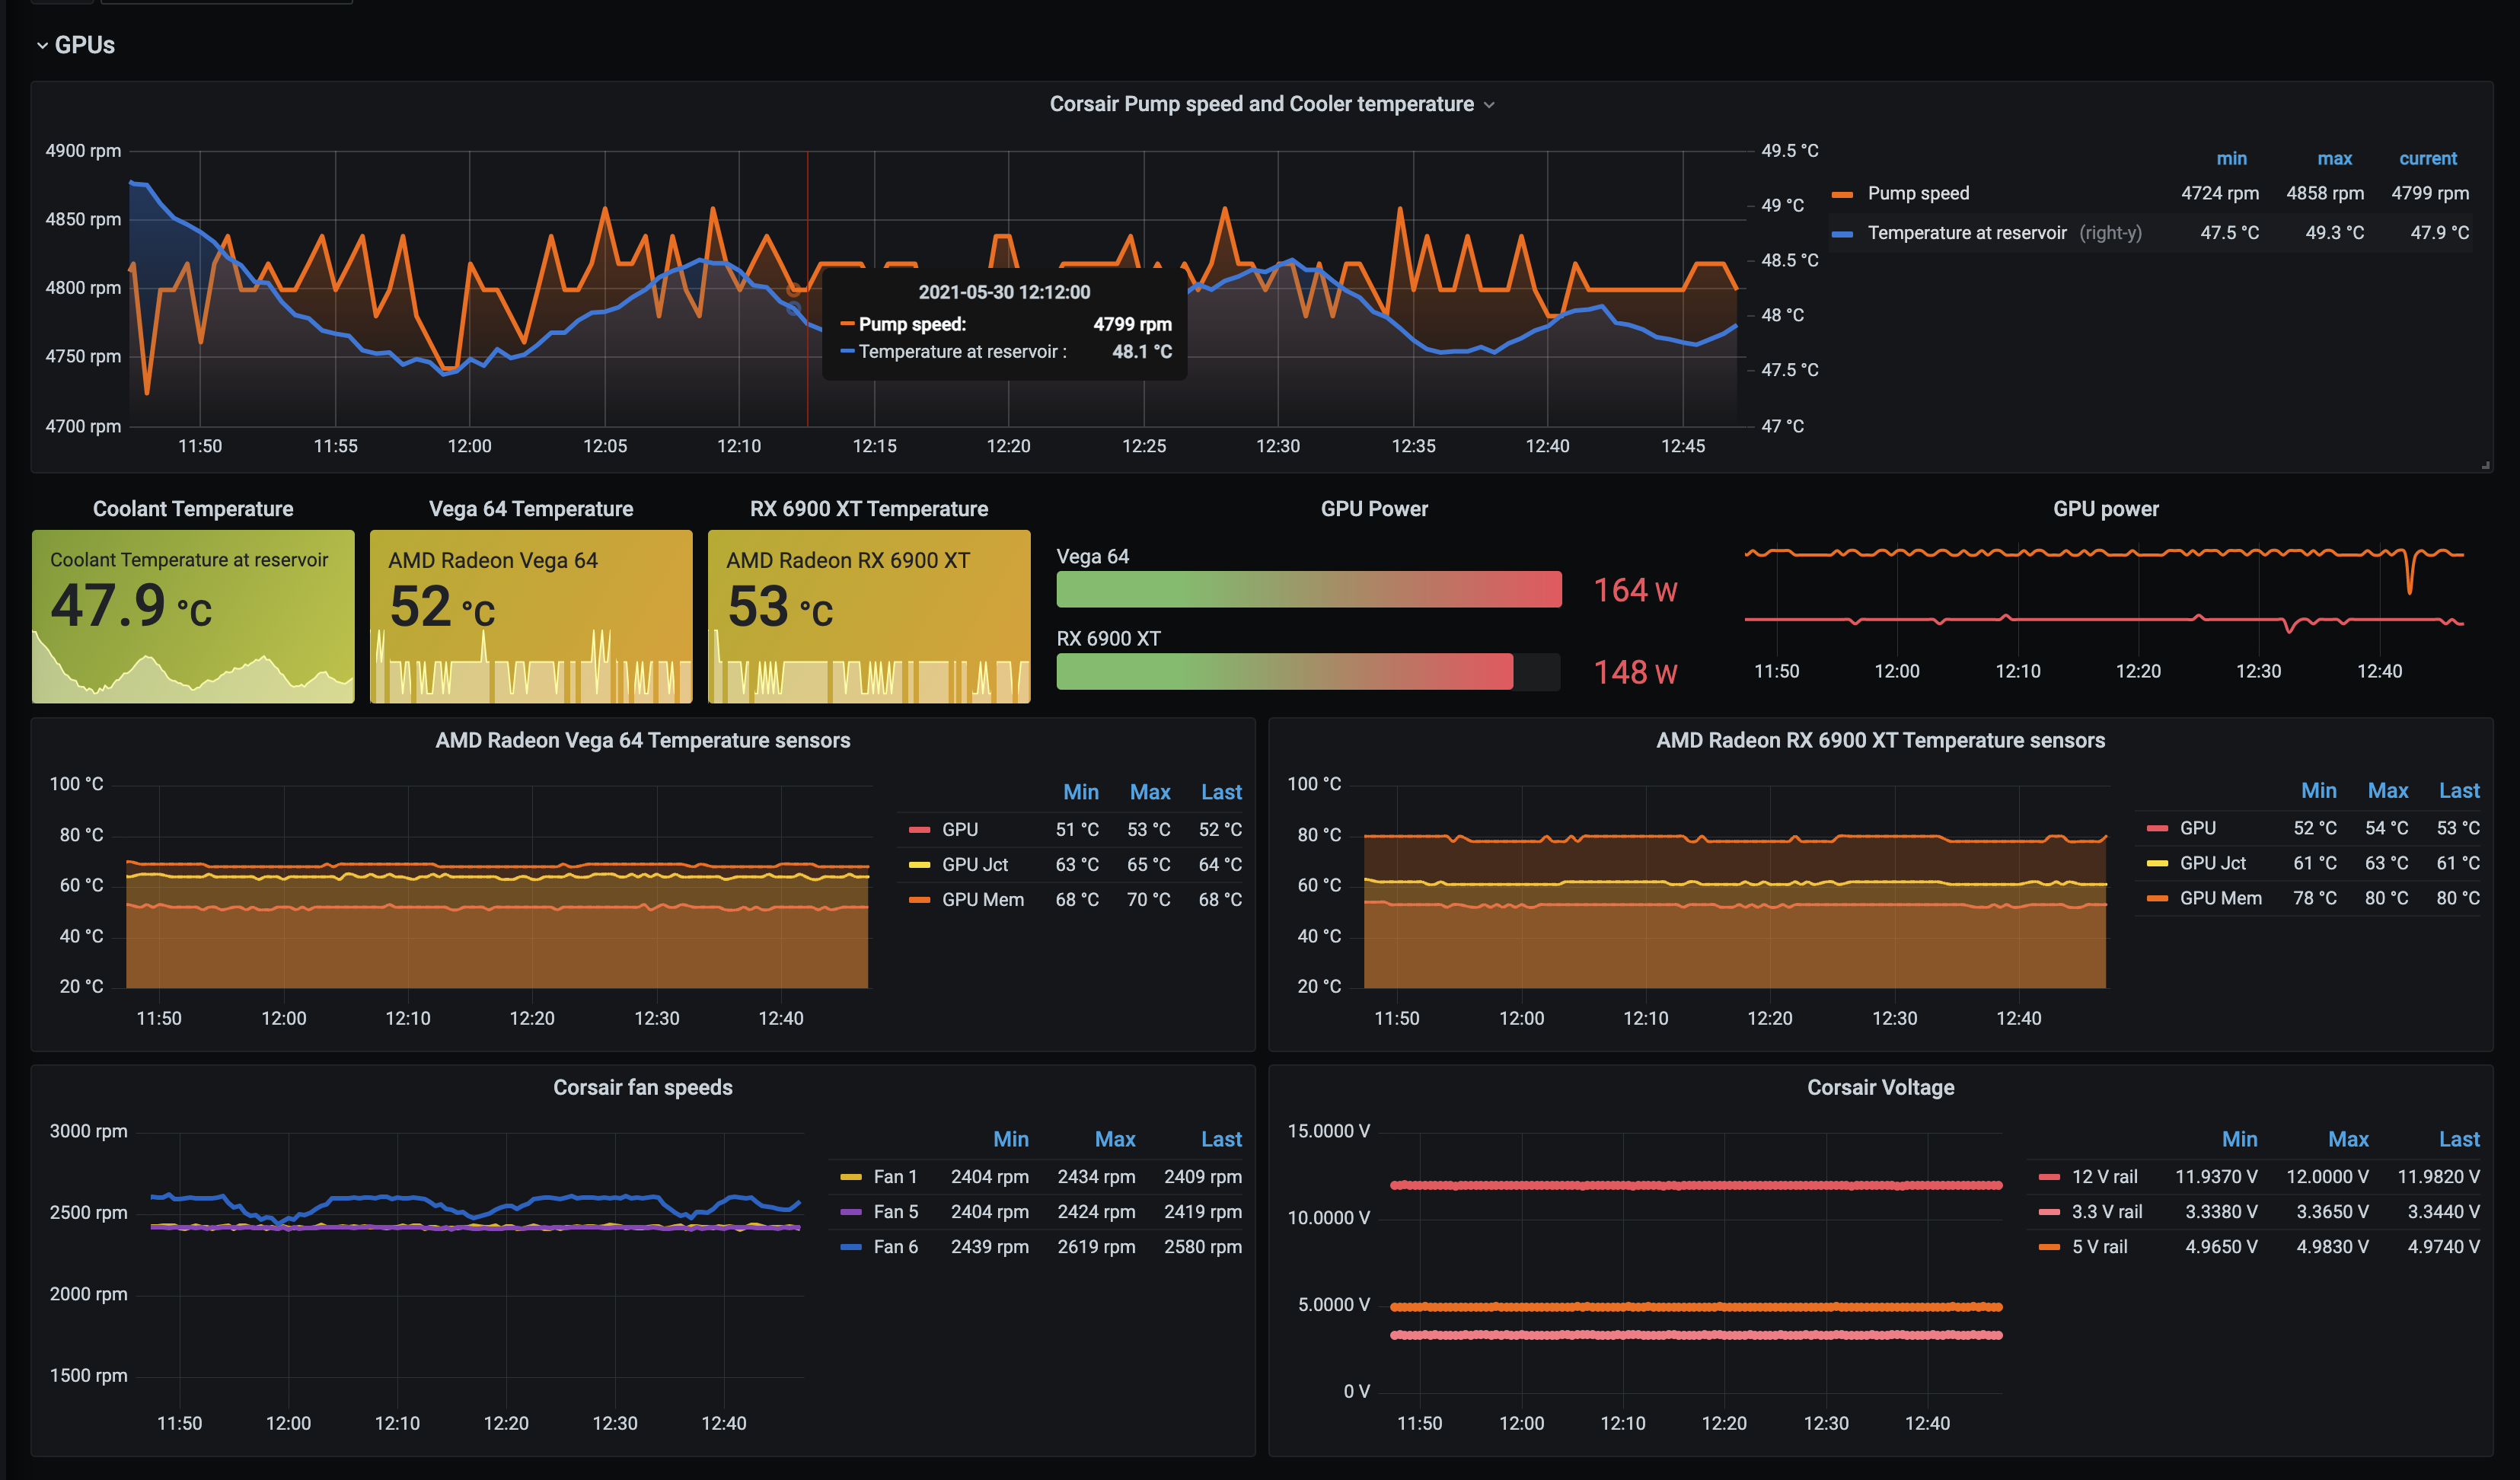 GPUs
Corsair Pump speed and Cooler temperature
4900 rpm
4850 rpm
4800 rpm
4750 rpm
4700 rpm
49.5 °C
49 °C
48.5 °C
48 °C
47.5 °C
47 °C
11:50 11:55 12:00 12:05 12:10 12:15 12:20 12:25 12:30 12:35 12:40 12:45
2021-05-30 12:12:00
Pump speed: 4799 rpm
Temperature at reservoir : 48.1 °C
min max current
Pump speed 4724 rpm 4858 rpm 4799 rpm
Temperature at reservoir (right-y) 47.5 °C 49.3 °C 47.9 °C
Coolant Temperature
Coolant Temperature at reservoir
47.9 °C
Vega 64 Temperature
AMD Radeon Vega 64
52 °C
RX 6900 XT Temperature
AMD Radeon RX 6900 XT
53 °C
GPU Power
Vega 64
164 W
RX 6900 XT
148 W
GPU power
11:50 12:00 12:10 12:20 12:30 12:40
AMD Radeon Vega 64 Temperature sensors
100 °C
80 °C
60 °C
40 °C
20 °C
11:50 12:00 12:10 12:20 12:30 12:40
Min Max Last
GPU 51 °C 53 °C 52 °C
GPU Jct 63 °C 65 °C 64 °C
GPU Mem 68 °C 70 °C 68 °C
AMD Radeon RX 6900 XT Temperature sensors
100 °C
80 °C
60 °C
40 °C
20 °C
11:50 12:00 12:10 12:20 12:30 12:40
Min Max Last
GPU 52 °C 54 °C 53 °C
GPU Jct 61 °C 63 °C 61 °C
GPU Mem 78 °C 80 °C 80 °C
Corsair fan speeds
3000 rpm
2500 rpm
2000 rpm
1500 rpm
11:50 12:00 12:10 12:20 12:30 12:40
Min Max Last
Fan 1 2404 rpm 2434 rpm 2409 rpm
Fan 5 2404 rpm 2424 rpm 2419 rpm
Fan 6 2439 rpm 2619 rpm 2580 rpm
Corsair Voltage
15.0000 V
10.0000 V
5.0000 V
0 V
11:50 12:00 12:10 12:20 12:30 12:40
Min Max Last
12 V rail 11.9370 V 12.0000 V 11.9820 V
3.3 V rail 3.3380 V 3.3650 V 3.3440 V
5 V rail 4.9650 V 4.9830 V 4.9740 V